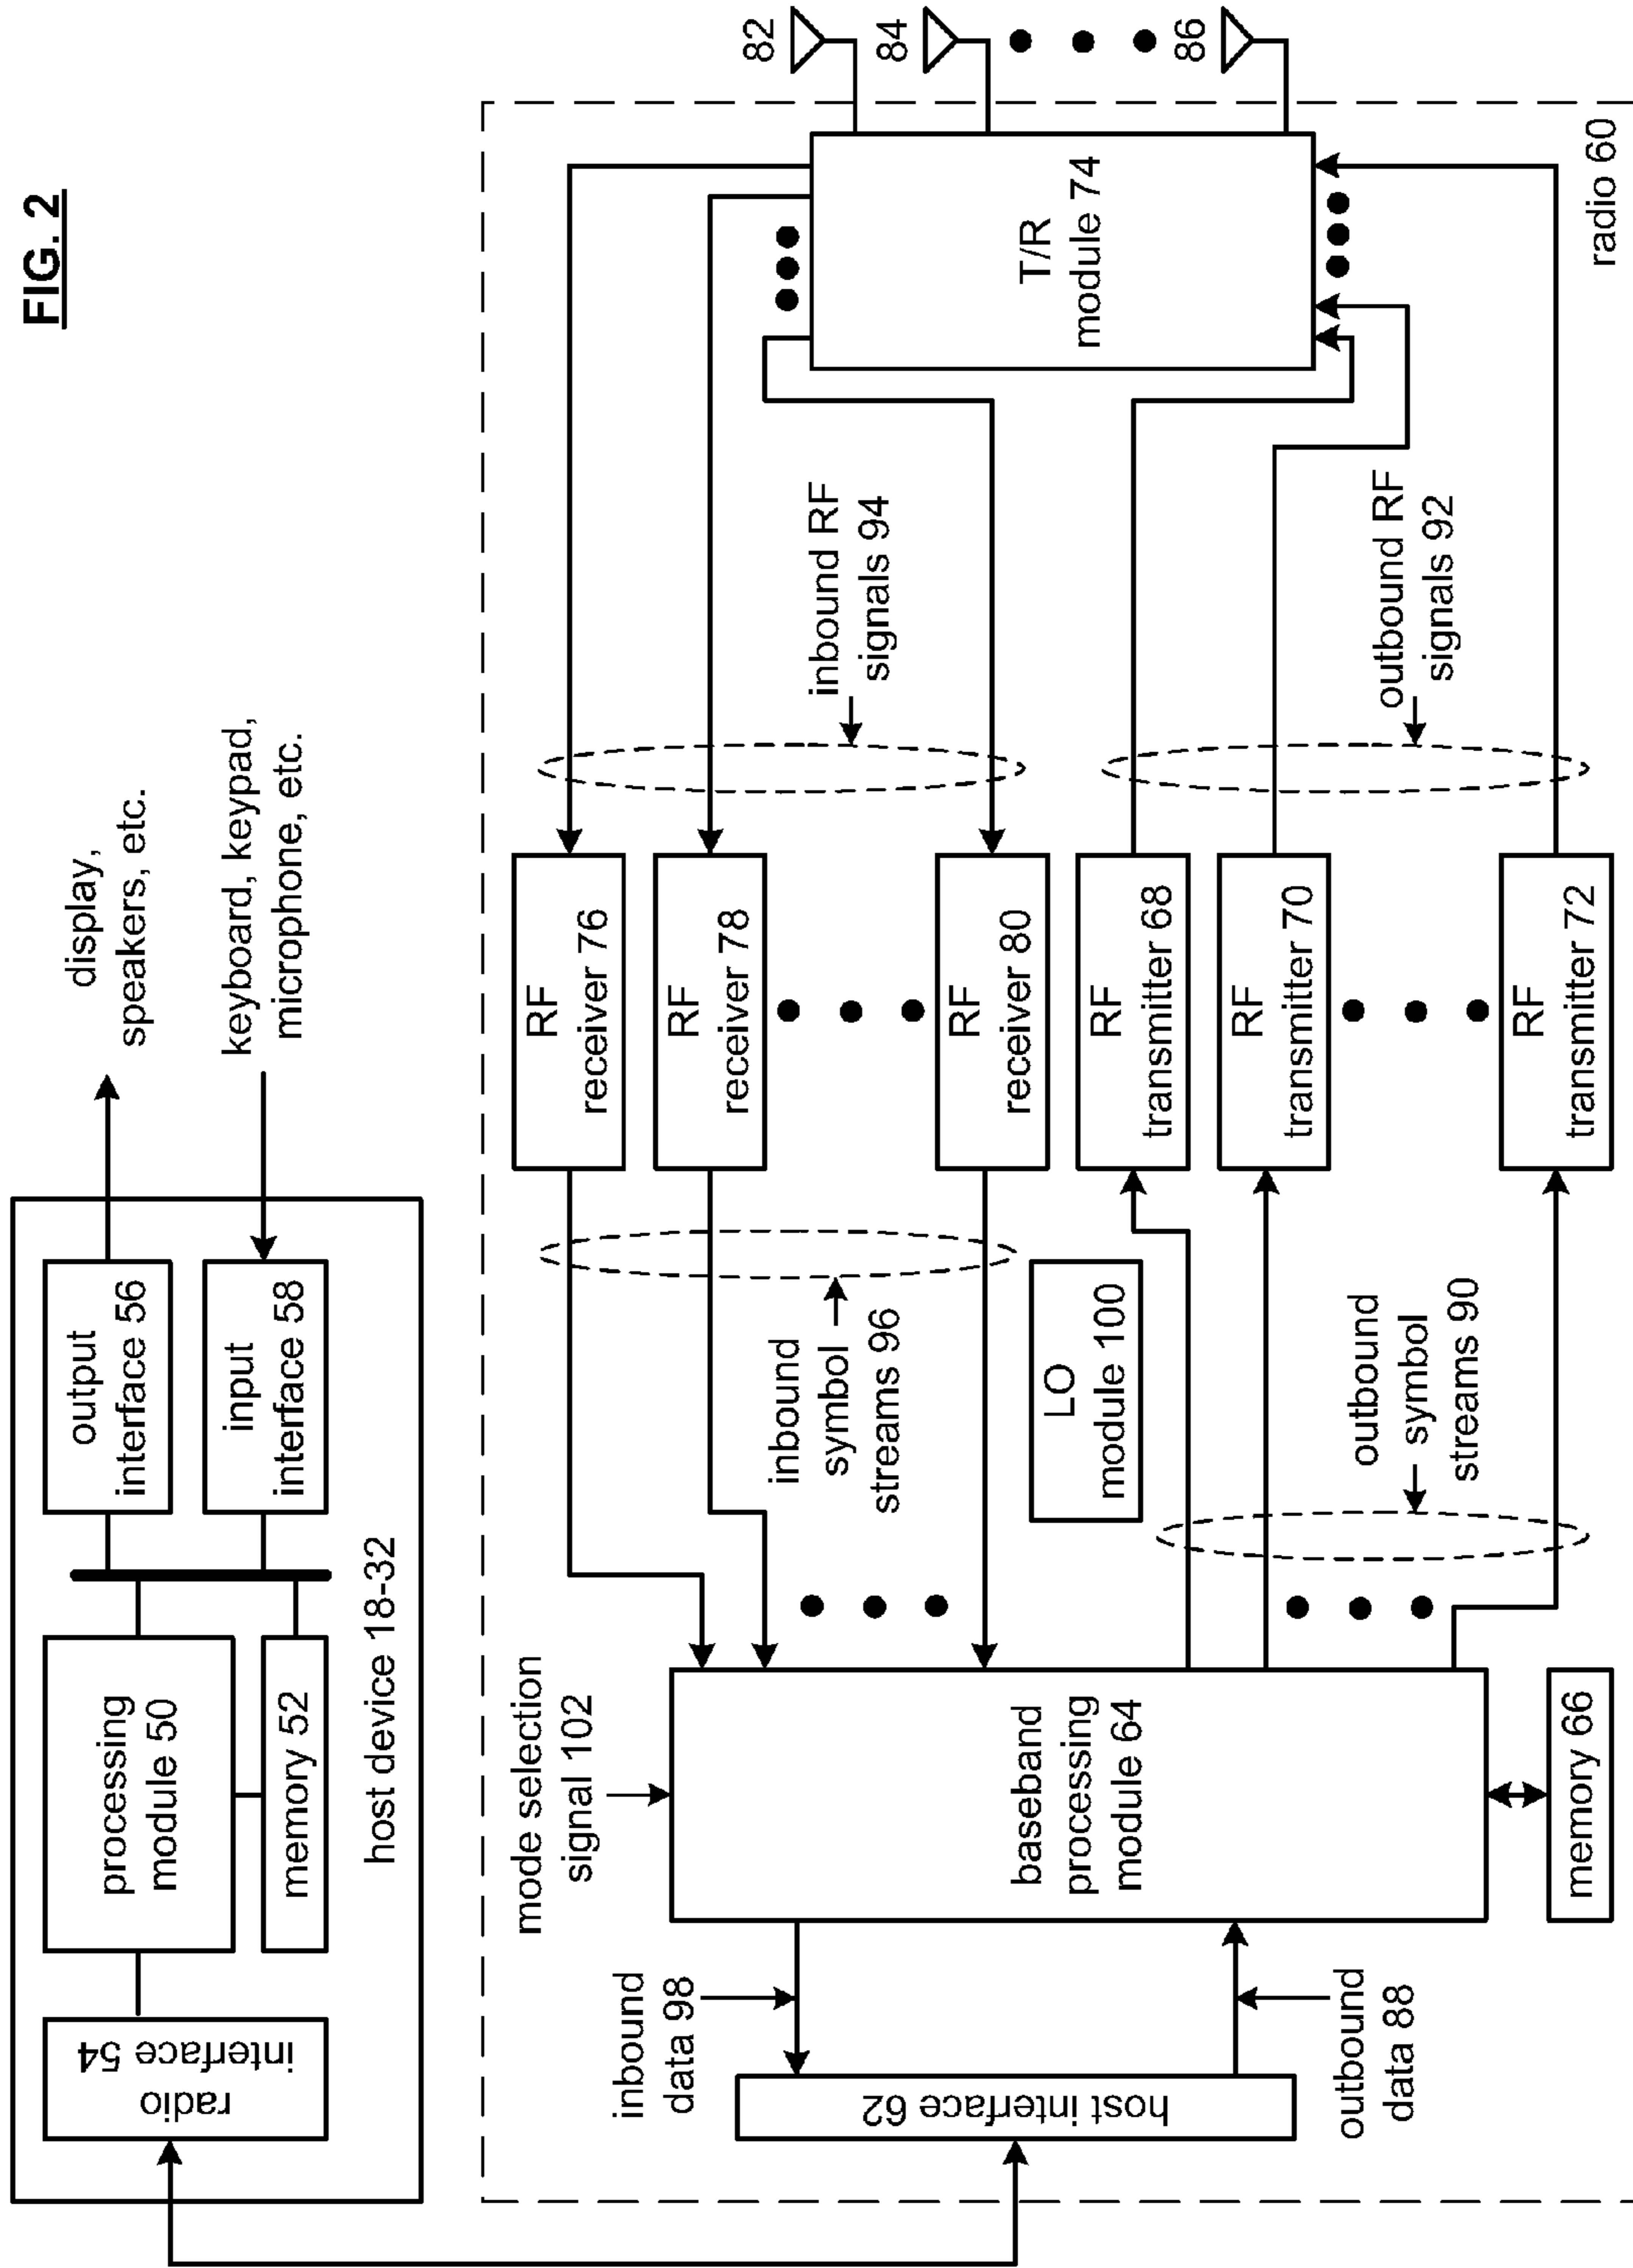 FIG. 2
radio
interface 54
processing
module 50
memory 52
output
interface 56
input
interface 58
host device 18-32
display,
speakers, etc.
keyboard, keypad,
microphone, etc.
mode selection
signal 102
inbound
data 98
host interface 62
outbound
data 88
baseband
processing
module 64
memory 66
inbound
symbol
streams 96
LO
module 100
outbound
symbol
streams 90
RF
receiver 76
RF
receiver 78
RF
receiver 80
RF
transmitter 68
RF
transmitter 70
RF
transmitter 72
inbound RF
signals 94
outbound RF
signals 92
T/R
module 74
82
84
86
radio 60